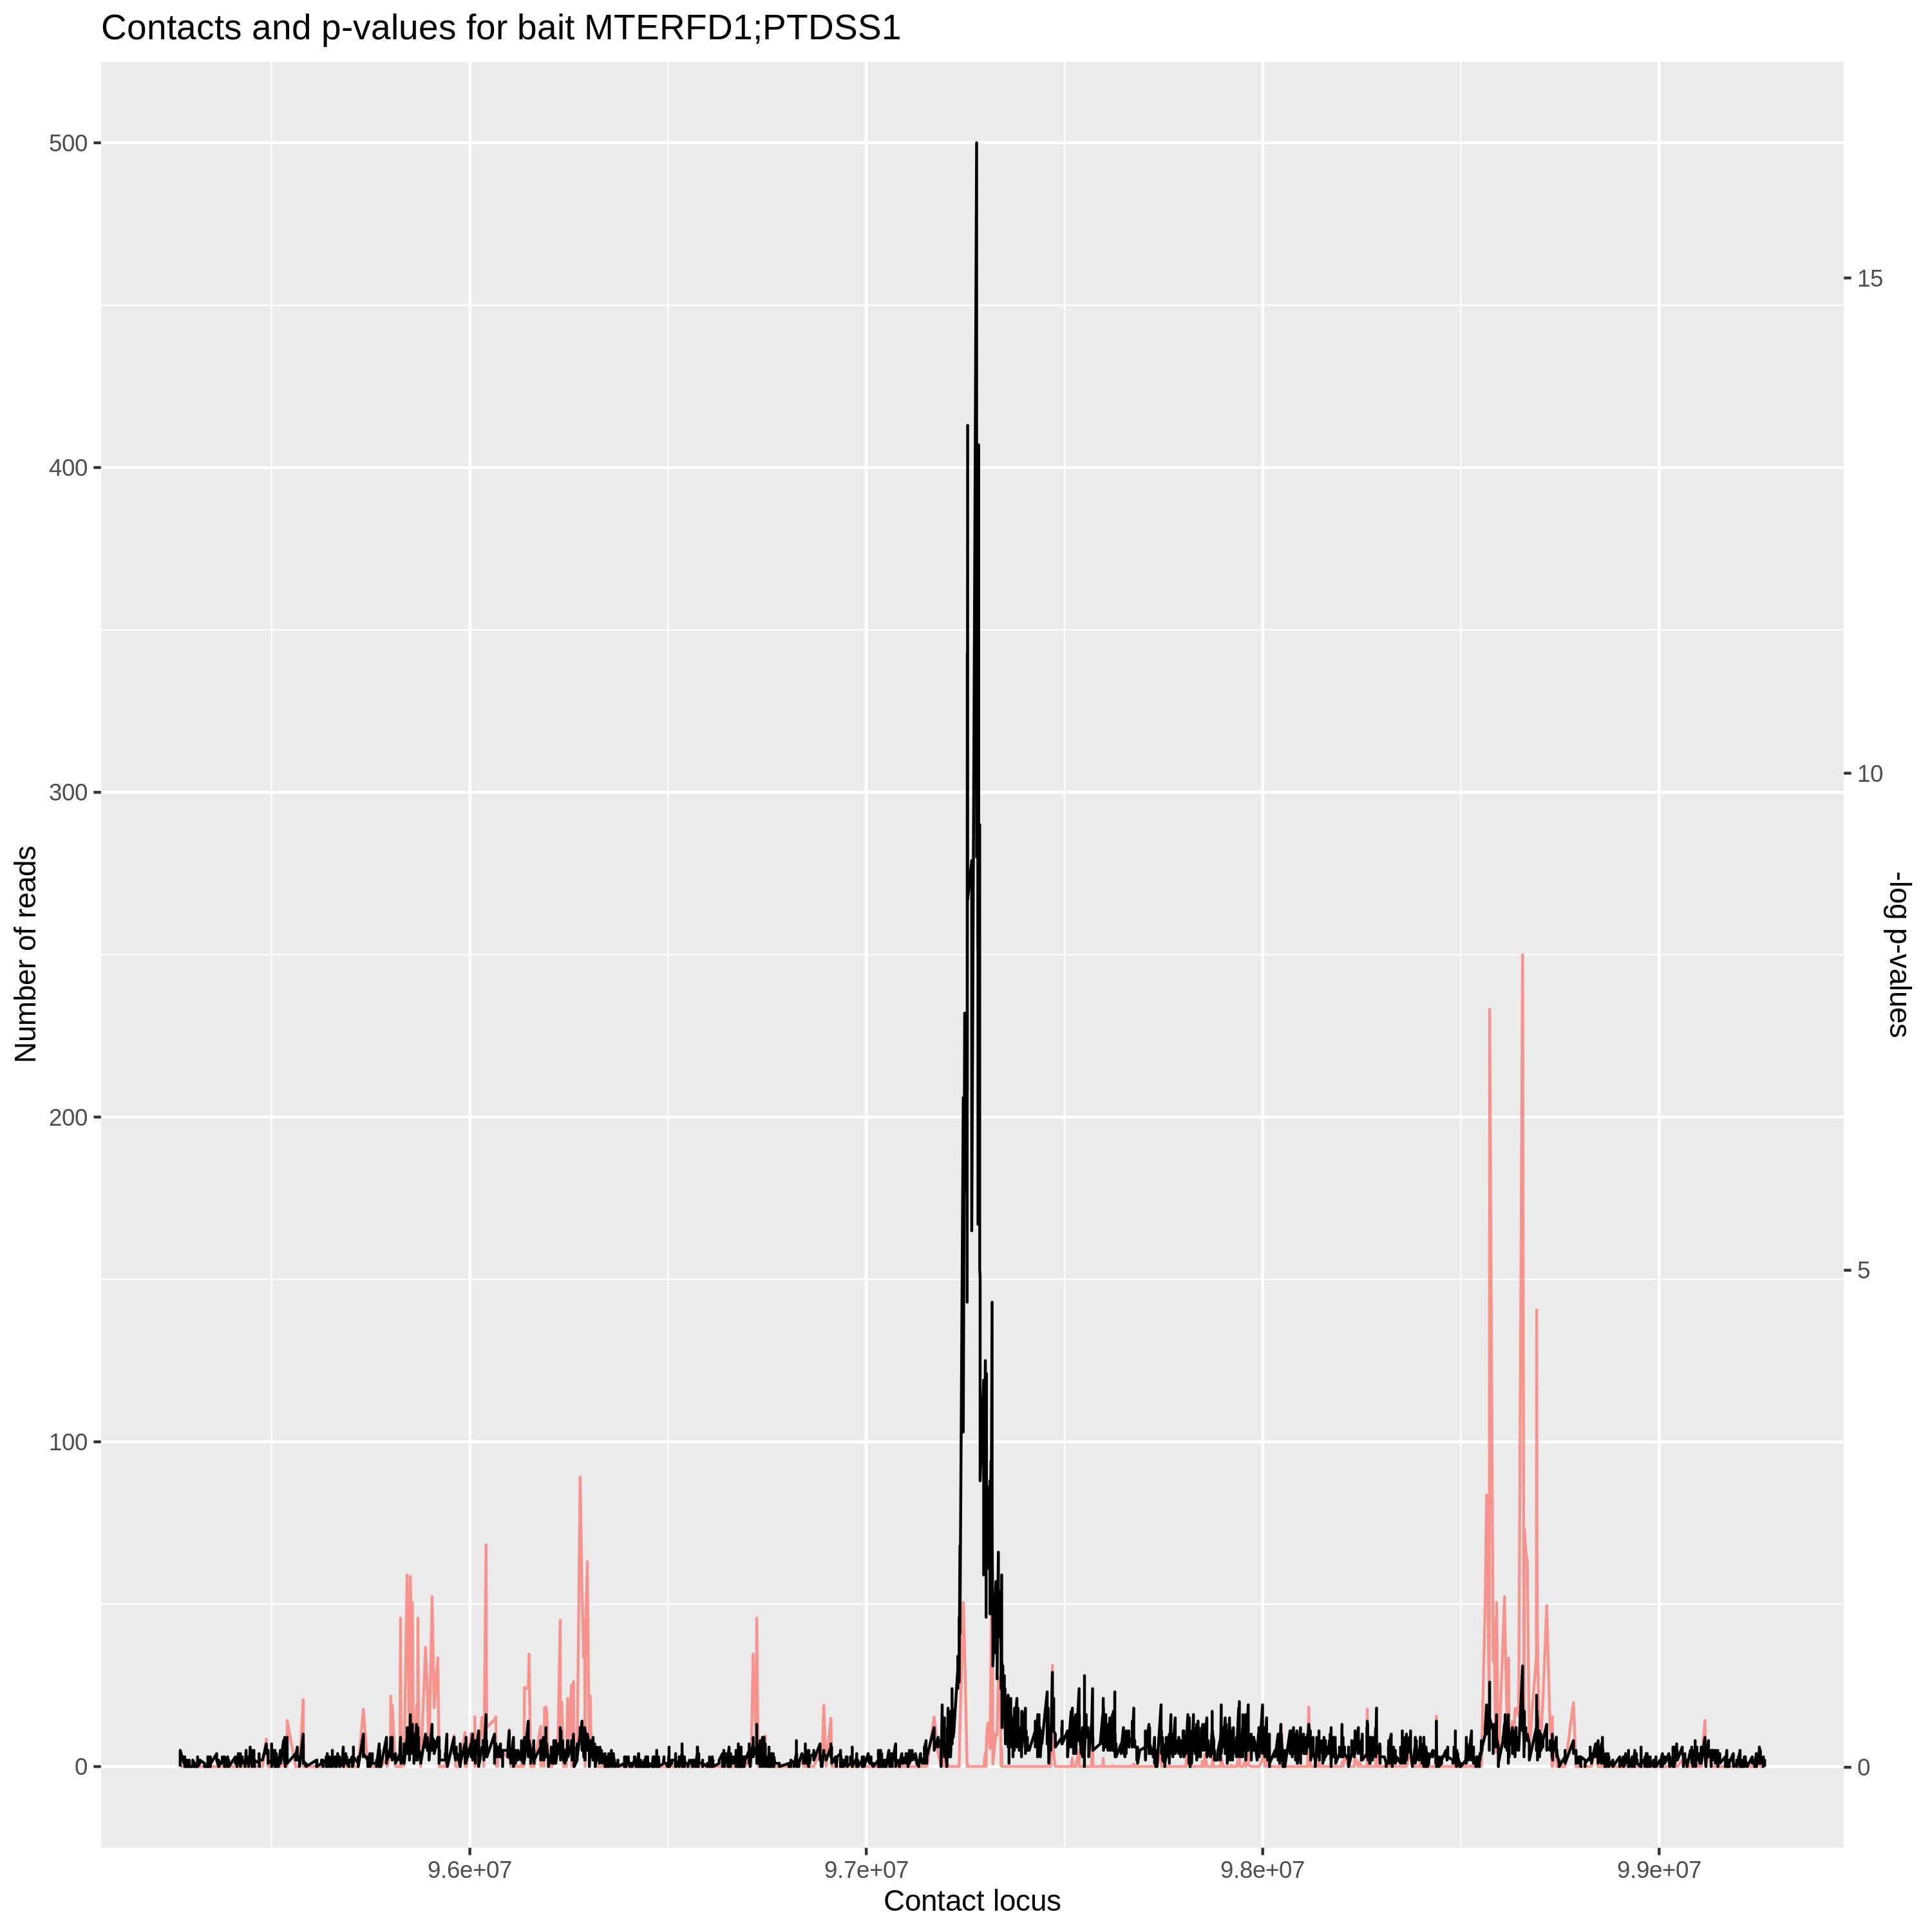 Contacts and p-values for bait MTERFD1;PTDSS1
500
400
300
200
100
0
Number of reads
15
10
5
0
-log p-values
9.6e+07 9.7e+07 9.8e+07 9.9e+07
Contact locus